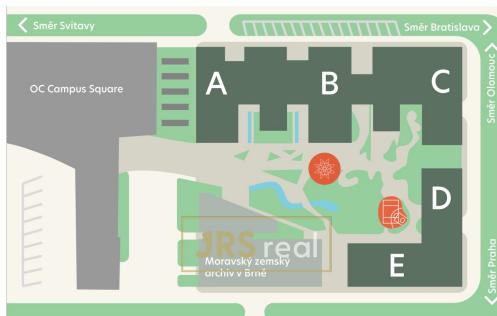 Směr Svitavy
Směr Bratislava
Směr Olomouc
OC Campus Square
A
B
C
D
E
JRS real
Moravský zemský
archiv v Brně
Směr Praha